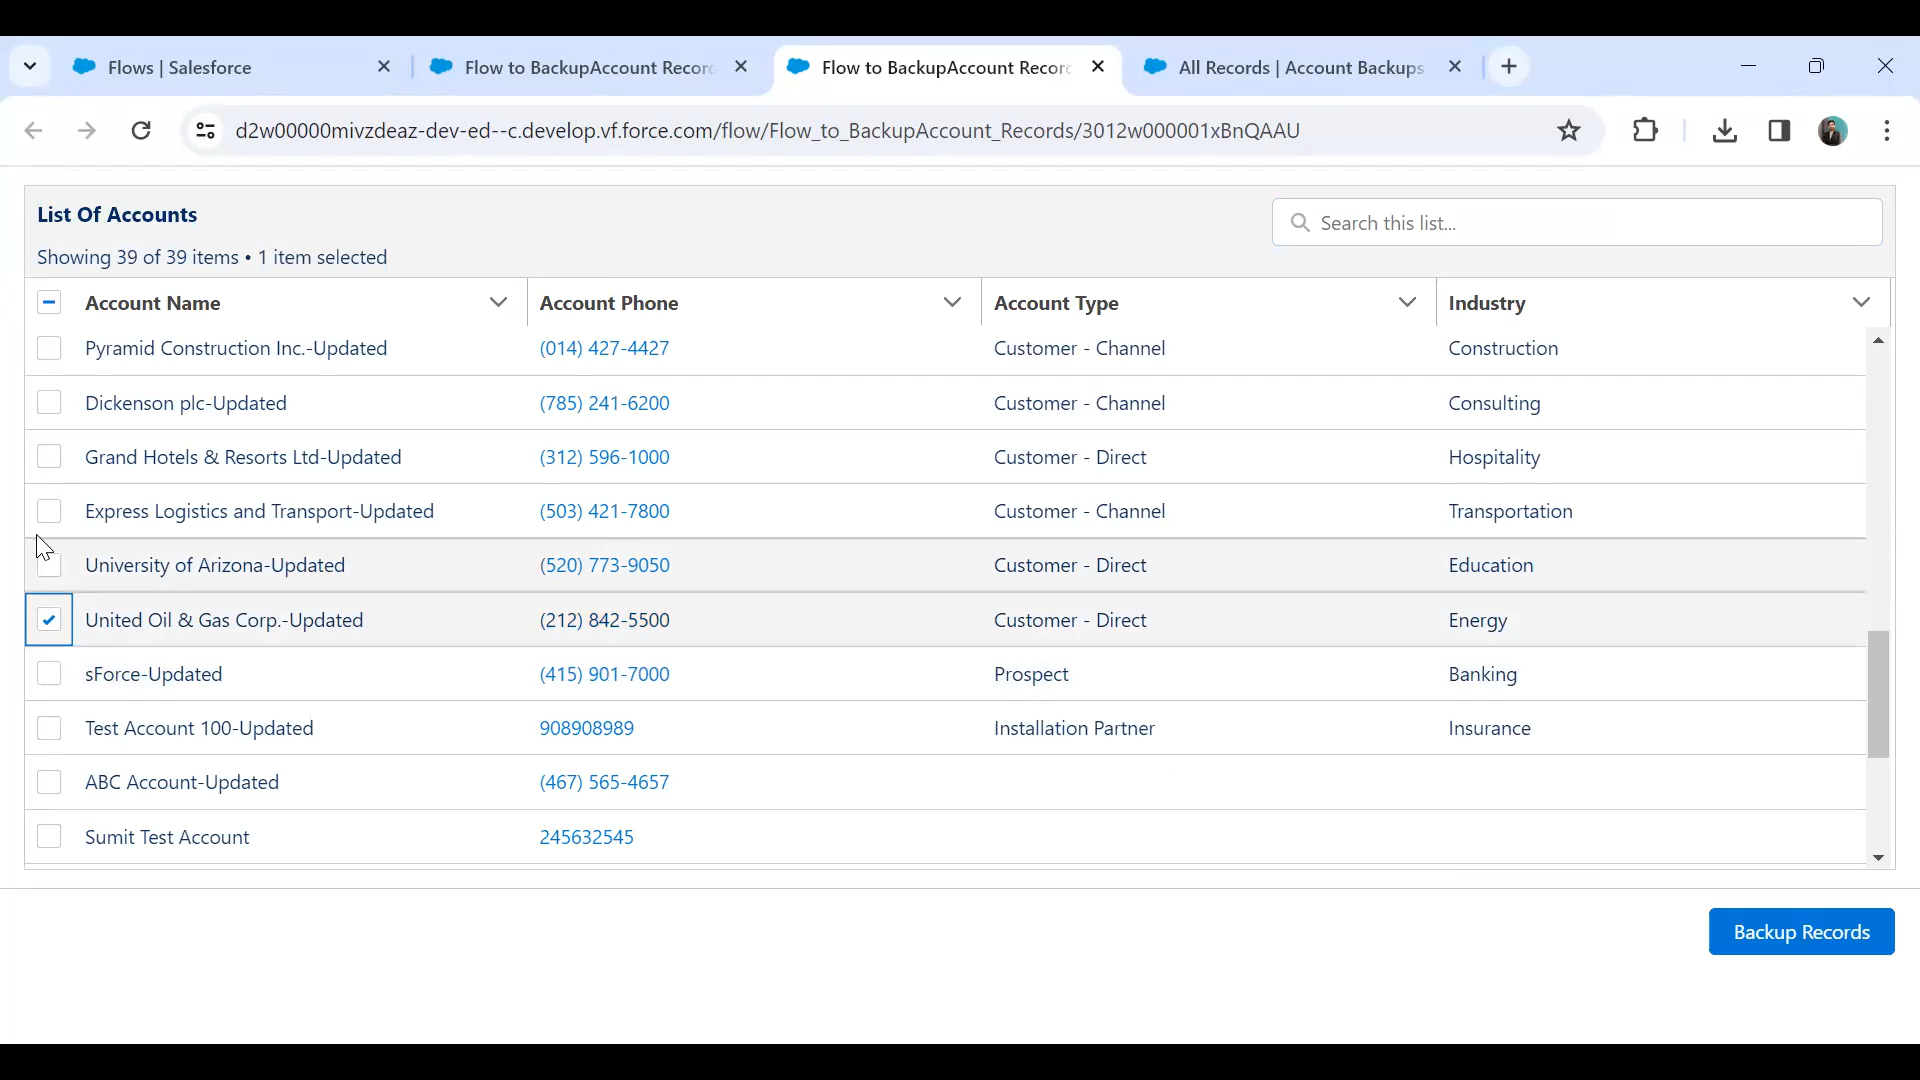 Flows | Salesforce
Flow to BackupAccount Recor
Flow to BackupAccount Recor
All Records | Account Backups
d2w00000mivzdeaz-dev-ed--c.develop.vf.force.com/flow/Flow_to_BackupAccount_Records/3012w000001xBnQAAU
List Of Accounts
Search this list...
Showing 39 of 39 items • 1 item selected
Account Name Account Phone Account Type Industry
Pyramid Construction Inc.-Updated (014) 427-4427 Customer - Channel Construction
Dickenson plc-Updated (785) 241-6200 Customer - Channel Consulting
Grand Hotels & Resorts Ltd-Updated (312) 596-1000 Customer - Direct Hospitality
Express Logistics and Transport-Updated (503) 421-7800 Customer - Channel Transportation
University of Arizona-Updated (520) 773-9050 Customer - Direct Education
United Oil & Gas Corp.-Updated (212) 842-5500 Customer - Direct Energy
sForce-Updated (415) 901-7000 Prospect Banking
Test Account 100-Updated 908908989 Installation Partner Insurance
ABC Account-Updated (467) 565-4657
Sumit Test Account 245632545
Backup Records